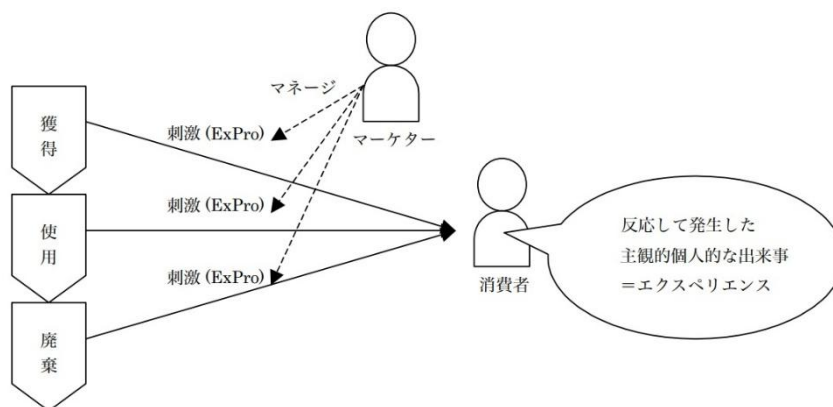 マネージ
マーケター
獲得
刺激 (ExPro)
使用
刺激 (ExPro)
廃棄
刺激 (ExPro)
消費者
反応して発生した
主観的個人的な出来事
＝エクスペリエンス